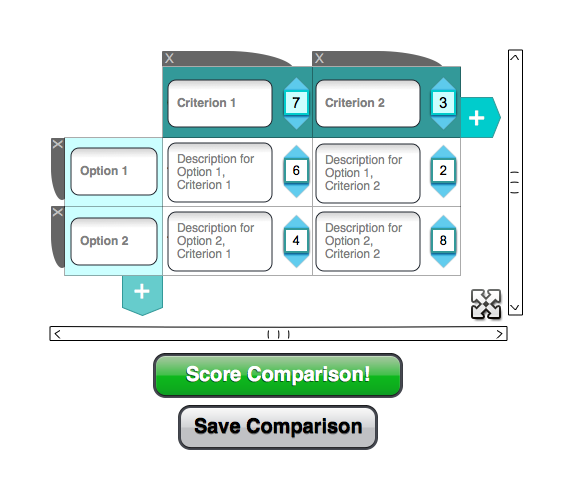 X
X
Criterion 1
7
Criterion 2
3
+
X
Option 1
Description for
Option 1,
Criterion 1
6
Description for
Option 1,
Criterion 2
2
X
Option 2
Description for
Option 2,
Criterion 1
4
Description for
Option 2,
Criterion 2
8
+
Score Comparison!
Save Comparison